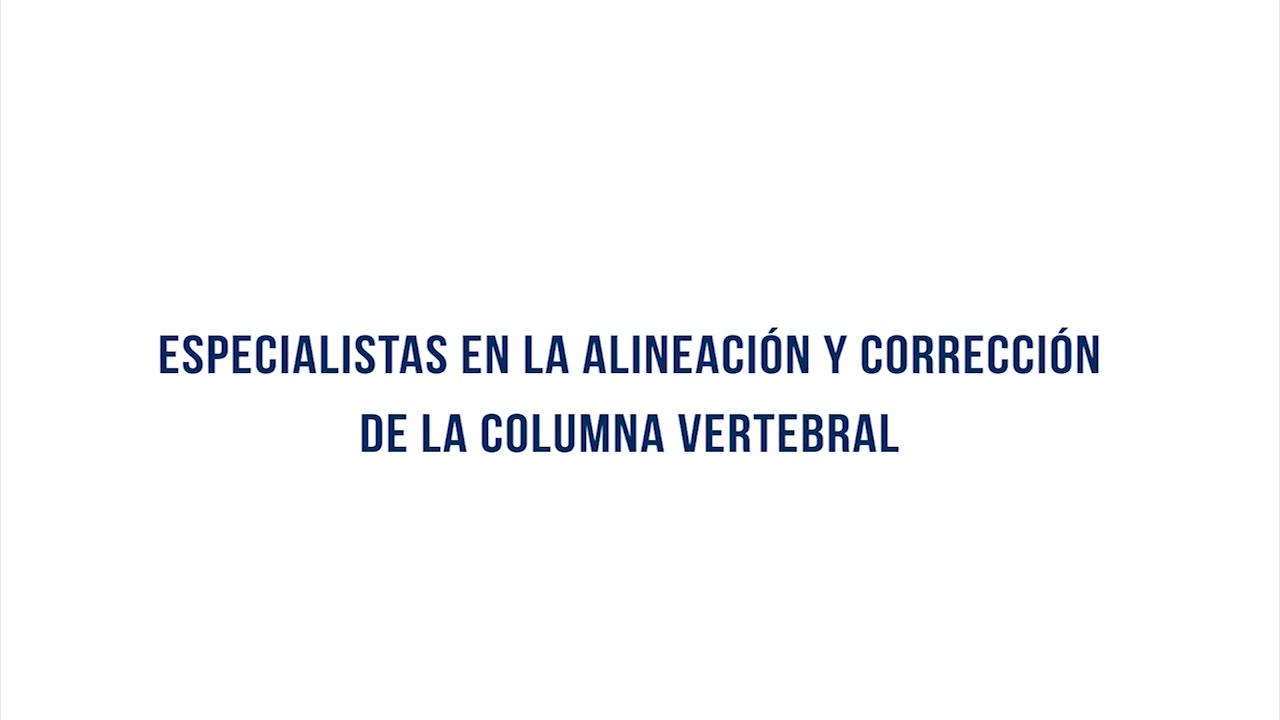 ESPECIALISTAS EN LA ALINEACIÓN Y CORRECCIÓN
DE LA COLUMNA VERTEBRAL